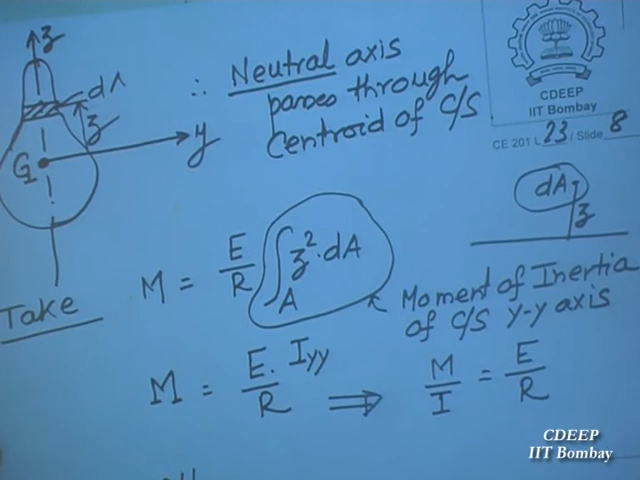 z
dA
z
y
G
∴ Neutral axis
passes through
Centroid of C/S
CDEEP
IIT Bombay
CE 201 L 23 / Slide 8
dA
z
Take
M = E/R ∫_A z²·dA
Moment of Inertia
of C/S y-y axis
M = E·Iyy/R ⟹ M/I = E/R
CDEEP
IIT Bombay